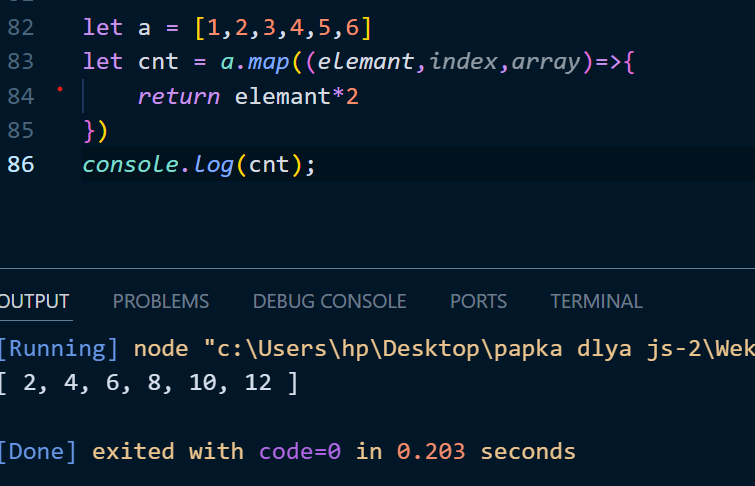 82 let a = [1,2,3,4,5,6]
83 let cnt = a.map((elemant,index,array)=>{
84 return elemant*2
85 })
86 console.log(cnt);
OUTPUT PROBLEMS DEBUG CONSOLE PORTS TERMINAL
[Running] node "c:\Users\hp\Desktop\papka dlya js-2\Wek
[ 2, 4, 6, 8, 10, 12 ]
[Done] exited with code=0 in 0.203 seconds